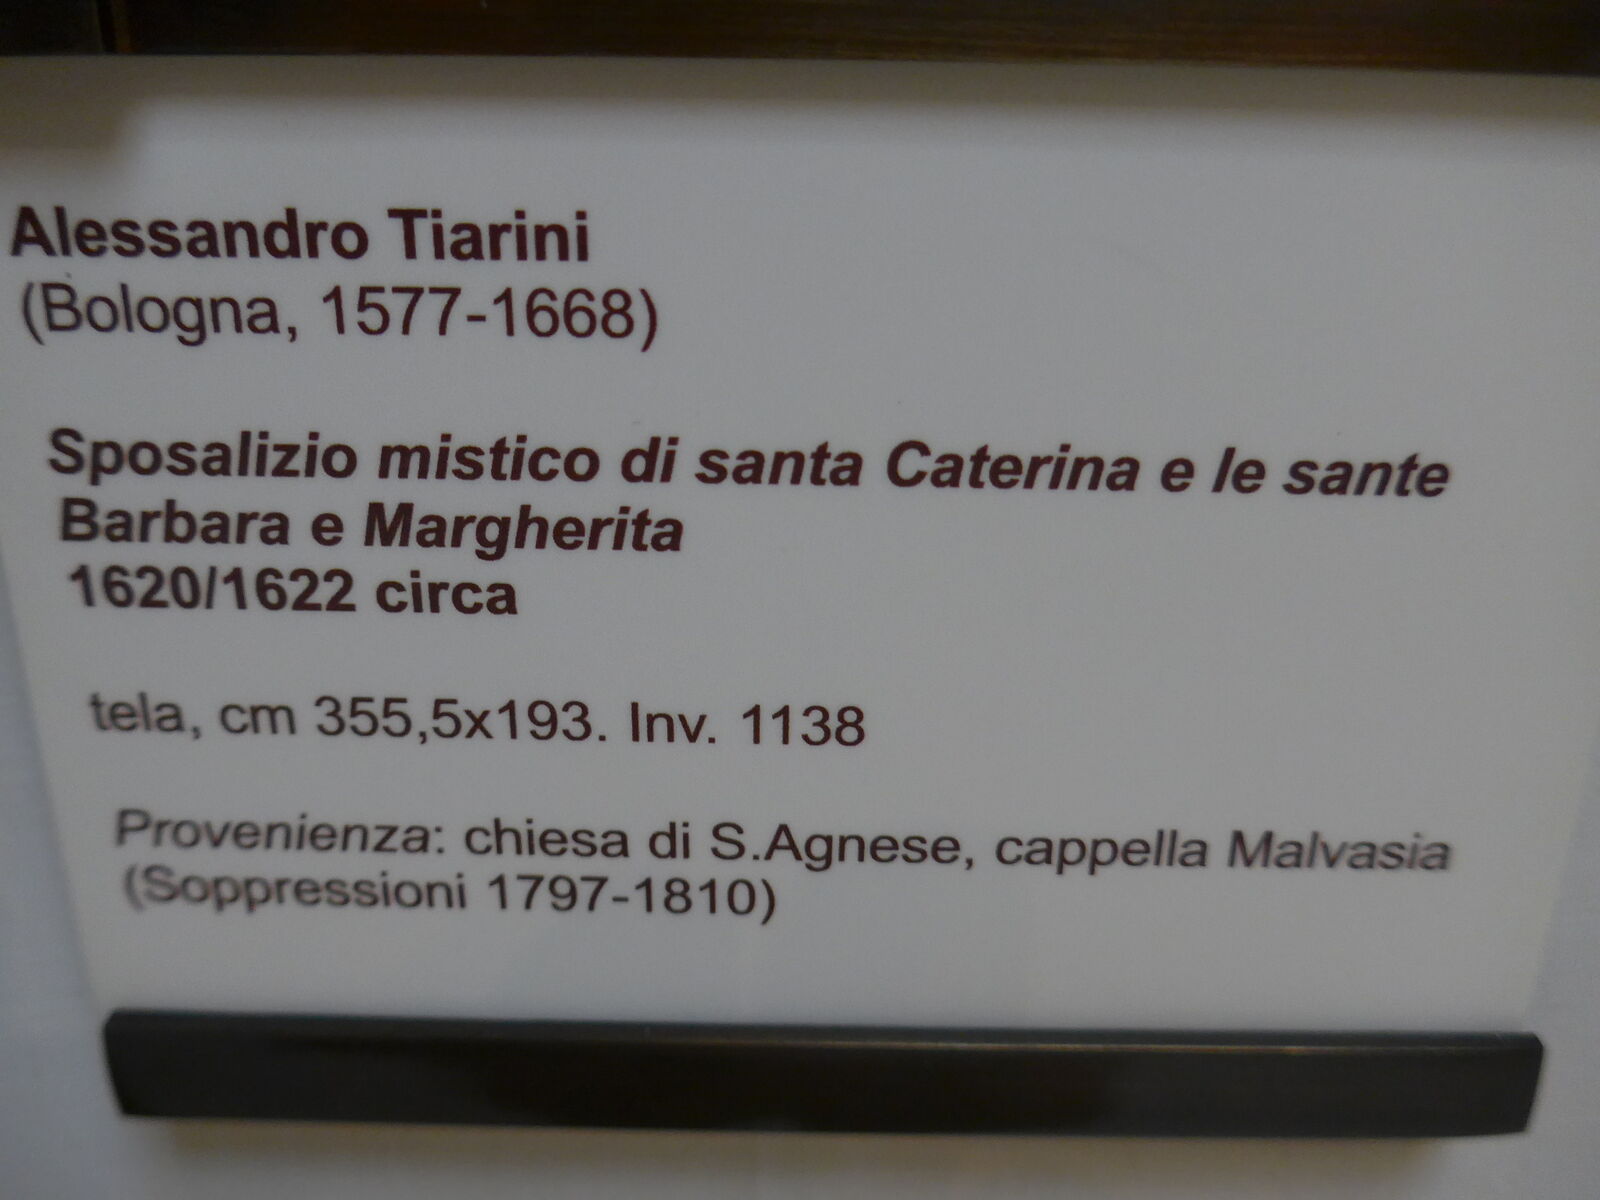 Alessandro Tiarini
(Bologna, 1577-1668)
Sposalizio mistico di santa Caterina e le sante
Barbara e Margherita
1620/1622 circa
tela, cm 355,5x193. Inv. 1138
Provenienza: chiesa di S.Agnese, cappella Malvasia
(Soppressioni 1797-1810)